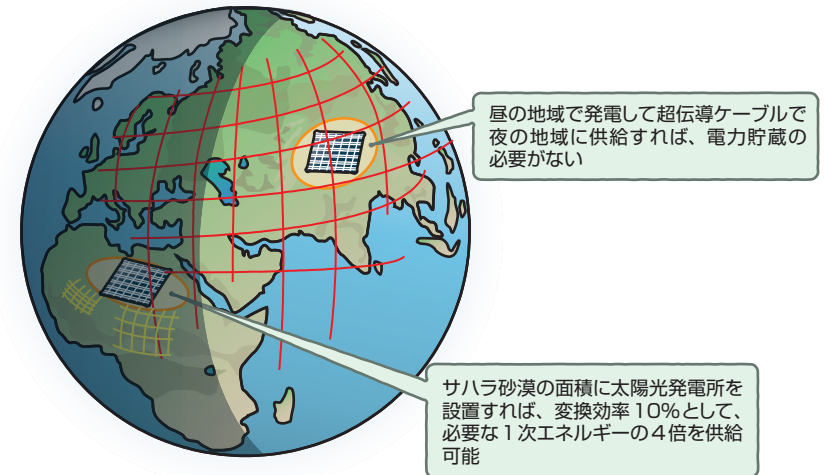 昼の地域で発電して超伝導ケーブルで
夜の地域に供給すれば、電力貯蔵の
必要がない
サハラ砂漠の面積に太陽光発電所を
設置すれば、変換効率10%として、
必要な1次エネルギーの4倍を供給
可能